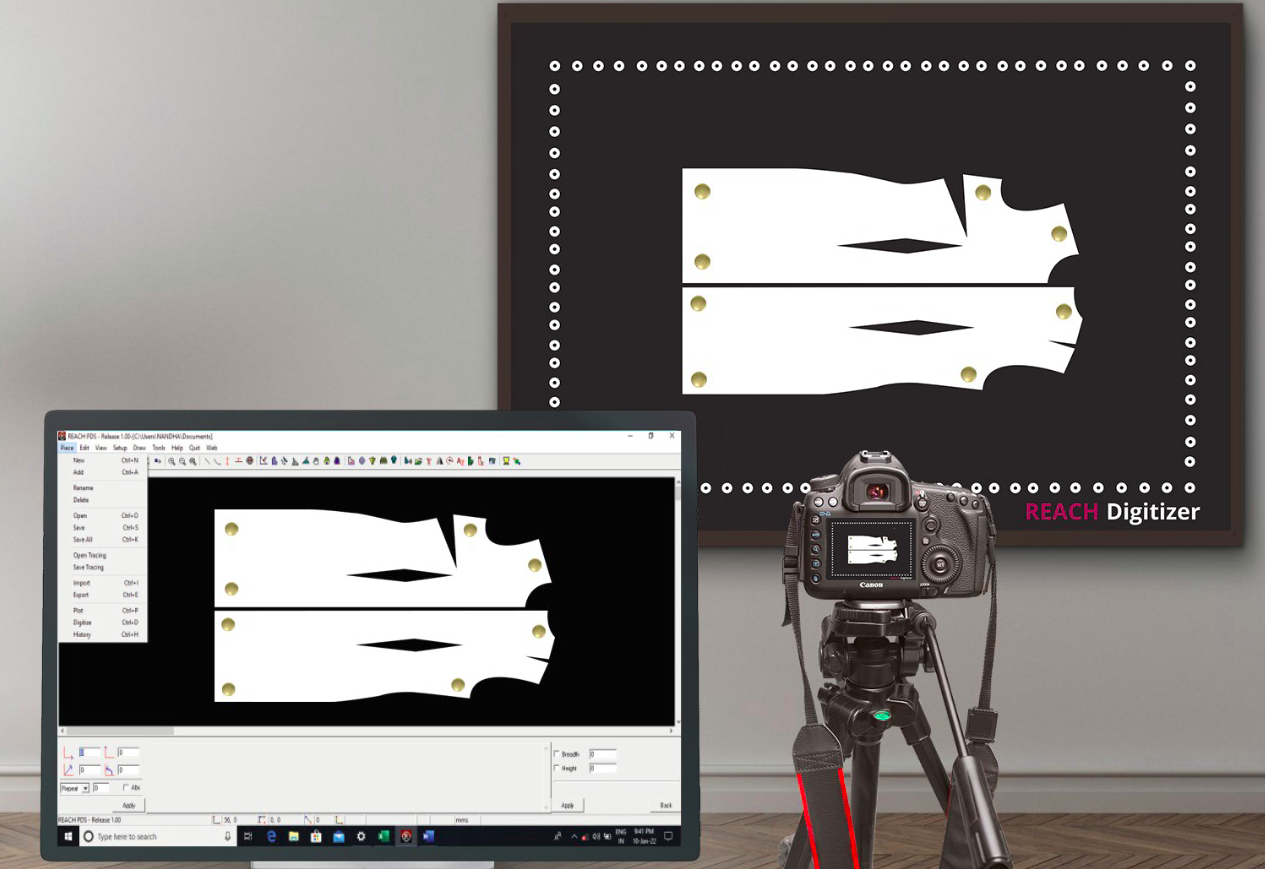 REACH Digitizer
REACH PDS - Release 1.00-[C:\Users\NANDHA\Documents]
Piece Edit View Setup Draw Tools Help Quit Web
New Ctrl+N
Add Ctrl+A
Rename
Delete
Open Ctrl+O
Save Ctrl+S
Save All Ctrl+K
Open Tracing
Save Tracing
Import Ctrl+I
Export Ctrl+E
Plot Ctrl+P
Digitize Ctrl+D
History Ctrl+H
Canon
SET
0
0 0
Repeat 0 Abs
Apply
Breadth 0
Height 0
Apply Back
REACH PDS - Release 1.00
56, 0 0, 0 0 mms
Type here to search
ENG 9:41 PM
IN 10-Jan-22